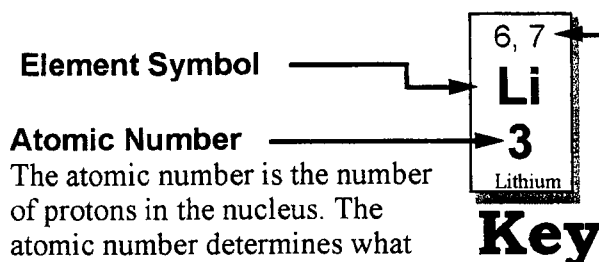 6, 7
Element Symbol
Li
Atomic Number
3
The atomic number is the number
Lithium
of protons in the nucleus. The
Key
atomic number determines what